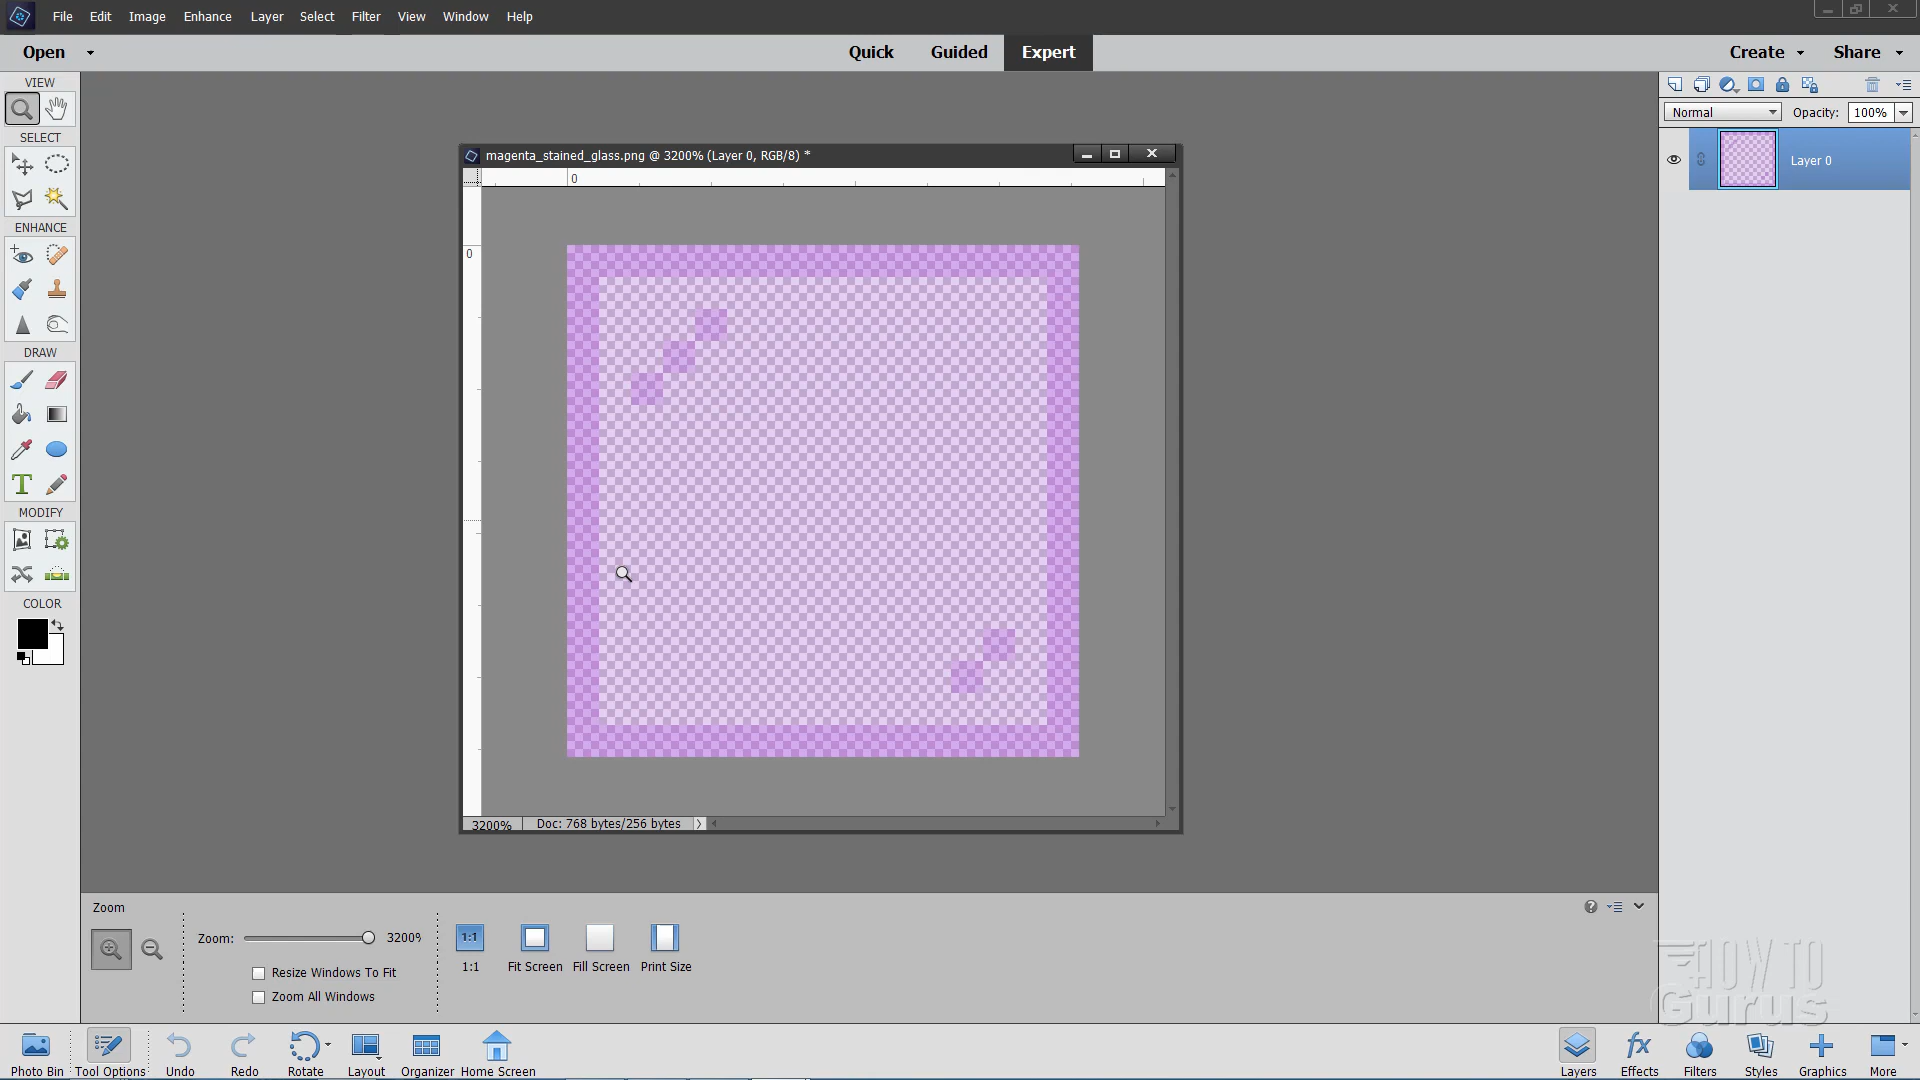 File Edit Image Enhance Layer Select Filter View Window Help
Open Quick Guided Expert Create Share
VIEW
SELECT
ENHANCE
DRAW
MODIFY
COLOR
magenta_stained_glass.png @ 3200% (Layer 0, RGB/8) *
0
0
3200% Doc: 768 bytes/256 bytes
Normal Opacity: 100%
Layer 0
Zoom
Zoom: 3200%
Resize Windows To Fit
Zoom All Windows
1:1
1:1 Fit Screen Fill Screen Print Size
HOW TO
Gurus
Photo Bin Tool Options Undo Redo Rotate Layout Organizer Home Screen
fx
Layers Effects Filters Styles Graphics More